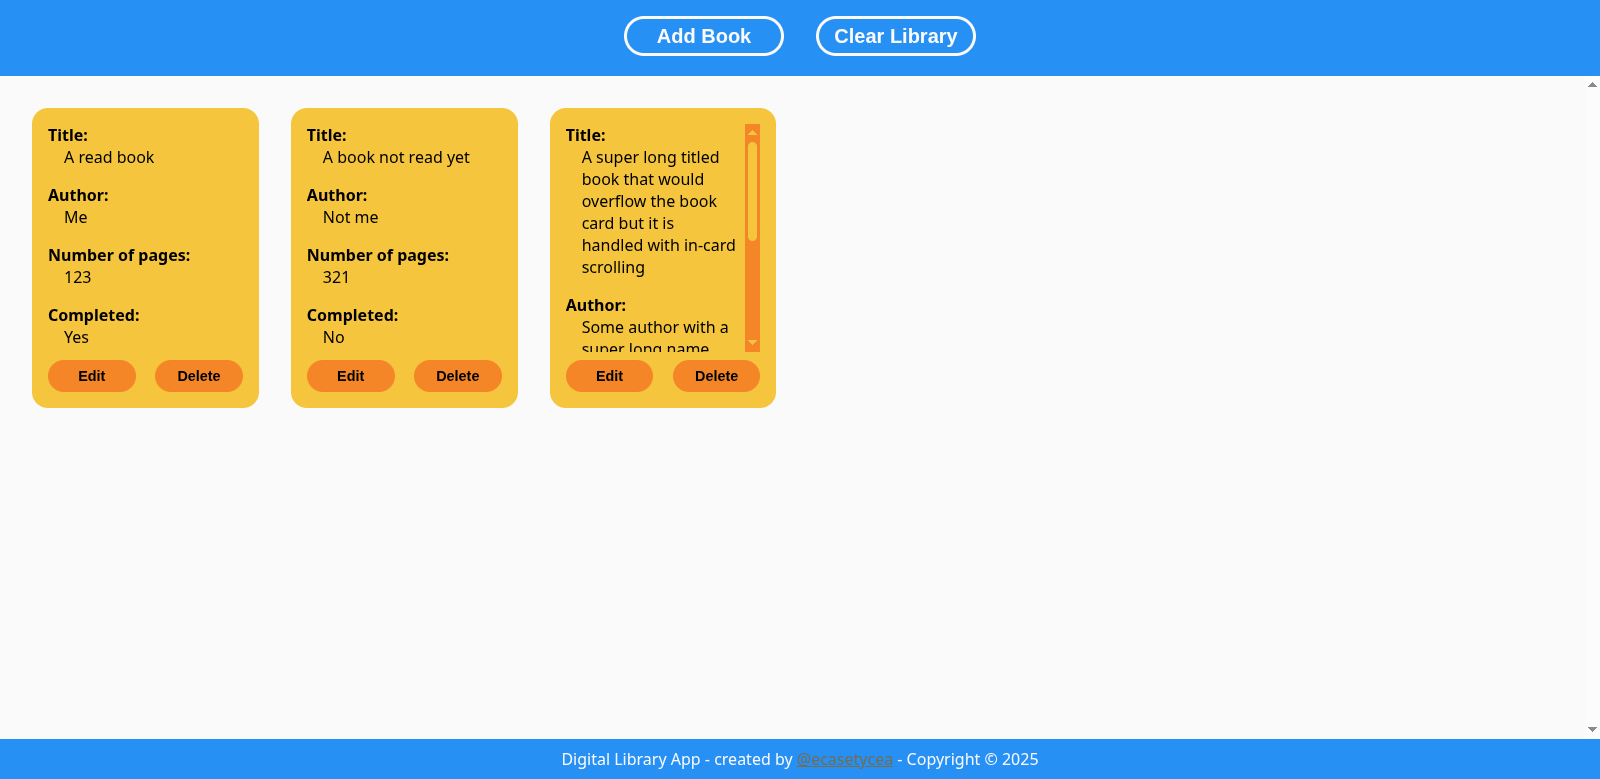 Add Book
Clear Library
Title:
A read book
Author:
Me
Number of pages:
123
Completed:
Yes
Edit
Delete
Title:
A book not read yet
Author:
Not me
Number of pages:
321
Completed:
No
Edit
Delete
Title:
A super long titled
book that would
overflow the book
card but it is
handled with in-card
scrolling
Author:
Some author with a
super long name
Edit
Delete
Digital Library App - created by @ecasetycea - Copyright © 2025